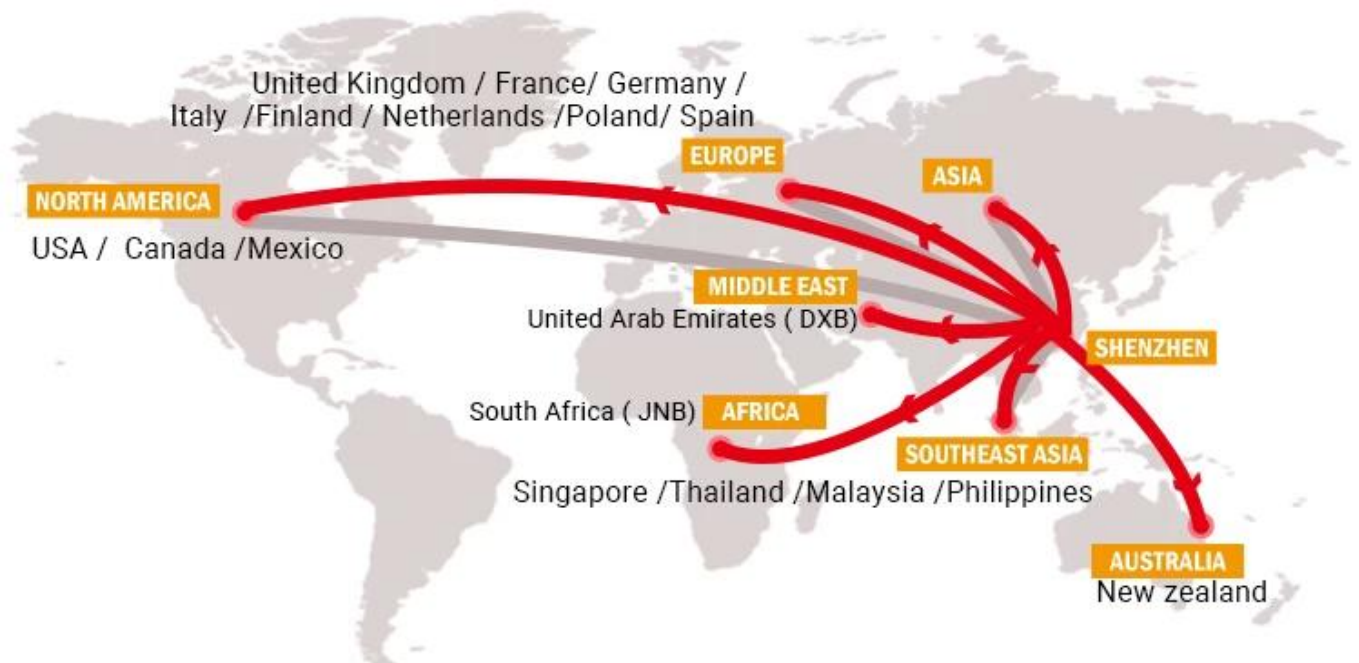 United Kingdom / France/ Germany /
Italy /Finland / Netherlands /Poland/ Spain
EUROPE
ASIA
NORTH AMERICA
USA / Canada /Mexico
MIDDLE EAST
United Arab Emirates ( DXB)
SHENZHEN
South Africa ( JNB)
AFRICA
SOUTHEAST ASIA
Singapore /Thailand /Malaysia /Philippines
AUSTRALIA
New zealand